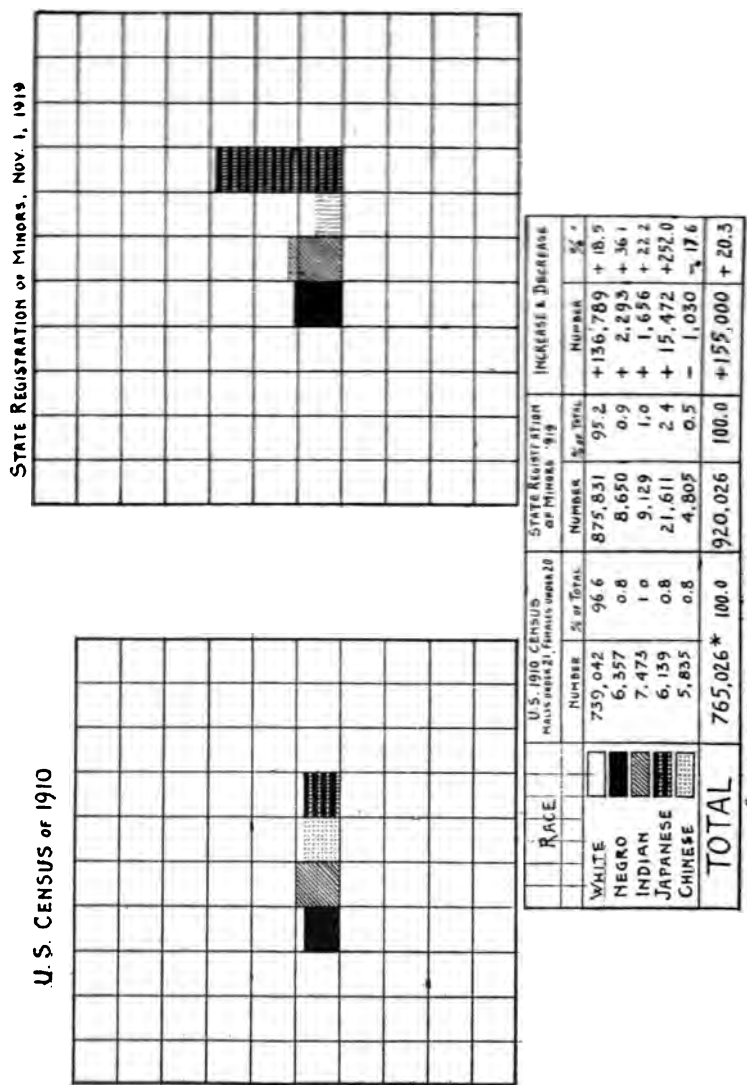 STATE REGISTRATION OF MINORS, NOV. 1, 1919
U.S. CENSUS OF 1910
RACE U.S. 1910 CENSUS STATE REGISTRATION INCREASE & DECREASE
MALES UNDER 21, FEMALES UNDER 20 OF MINORS '919
NUMBER % OF TOTAL NUMBER % OF TOTAL NUMBER %
WHITE 739,042 96.6 875,831 95.2 +136,789 + 18.5
NEGRO 6,357 0.8 8,650 0.9 + 2,293 + 36 1
INDIAN 7,473 1 0 9,129 1.0 + 1,656 + 22 2
JAPANESE 6,139 0.8 21,611 2 4 + 15,472 +252.0
CHINESE 5,835 0.8 4,805 0.5 - 1,030 - 17.6
TOTAL 765,026* 100.0 920,026 100.0 +155,000 + 20.3